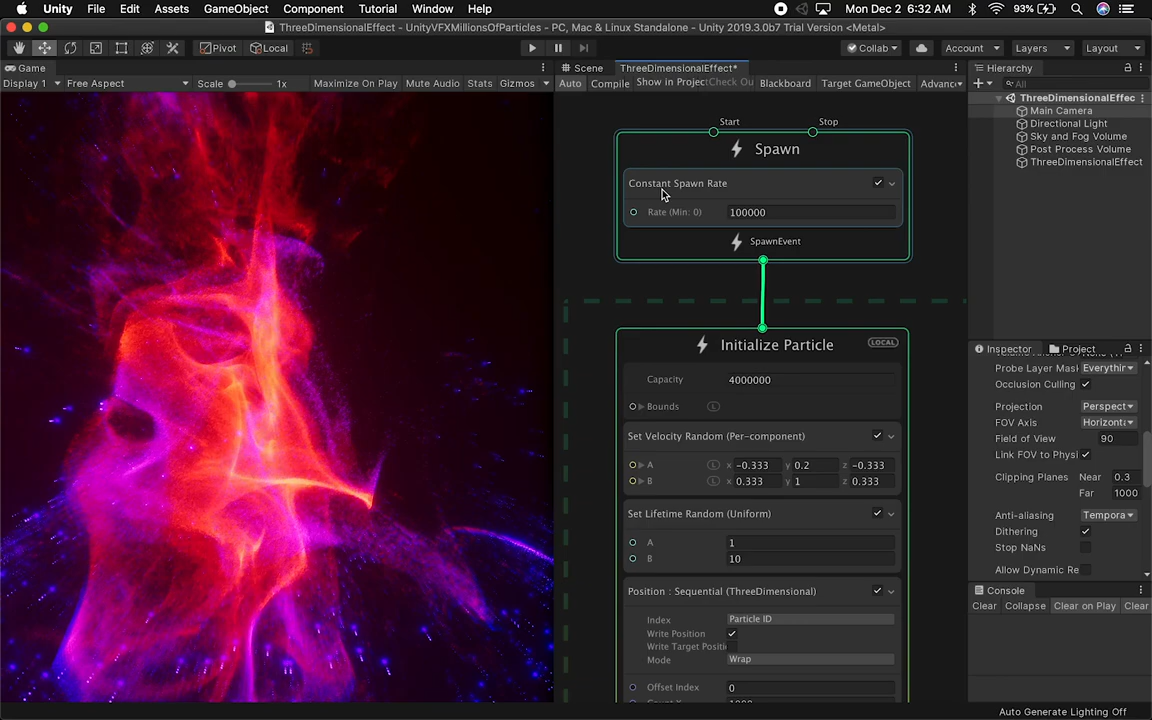 Unity File Edit Assets GameObject Component Tutorial Window Help Mon Dec 2 6:32 AM 93%
ThreeDimensionalEffect - UnityVFXMillionsOfParticles - PC, Mac & Linux Standalone - Unity 2019.3.0b7 Trial Version <Metal>
Pivot Local Collab Account Layers Layout
Game Scene ThreeDimensionalEffect* Hierarchy
Display 1 Free Aspect Scale 1x Maximize On Play Mute Audio Stats Gizmos Auto Compile Show in Project Check Ou Blackboard Target GameObject Advanc All
ThreeDimensionalEffec
Main Camera
Directional Light
Sky and Fog Volume
Post Process Volume
ThreeDimensionalEffect
Start Stop
Spawn
Constant Spawn Rate
Rate (Min: 0) 100000
SpawnEvent
Initialize Particle LOCAL
Capacity 4000000
Bounds L
Set Velocity Random (Per-component)
A L x -0.333 y 0.2 z -0.333
B L x 0.333 y 1 z 0.333
Set Lifetime Random (Uniform)
A 1
B 10
Position : Sequential (ThreeDimensional)
Index Particle ID
Write Position
Write Target Positi
Mode Wrap
Offset Index 0
Inspector Project
Probe Layer Mask Everythin
Occlusion Culling
Projection Perspect
FOV Axis Horizont
Field of View 90
Link FOV to Physi
Clipping Planes Near 0.3
Far 1000
Anti-aliasing Tempora
Dithering
Stop NaNs
Allow Dynamic Re
Console
Clear Collapse Clear on Play Clear
Auto Generate Lighting Off